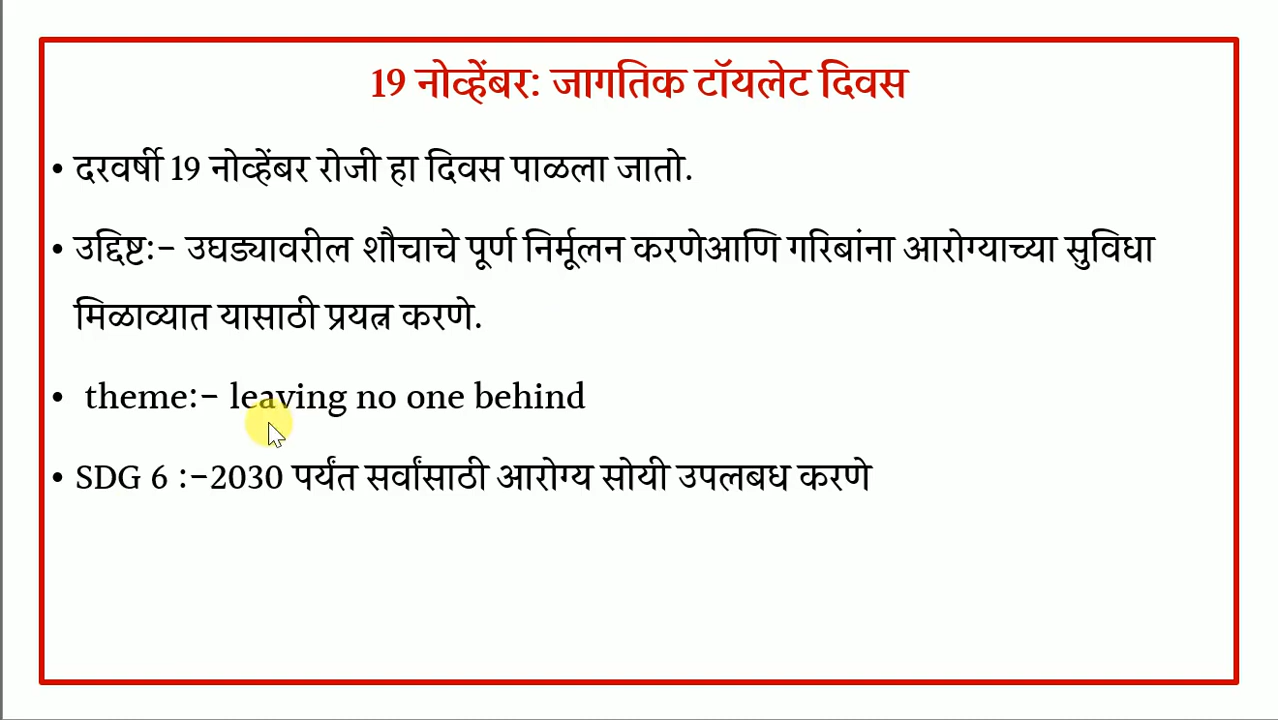 19 नोव्हेंबर: जागतिक टॉयलेट दिवस
• दरवर्षी 19 नोव्हेंबर रोजी हा दिवस पाळला जातो.
• उद्दिष्ट:− उघड्यावरील शौचाचे पूर्ण निर्मूलन करणेआणि गरिबांना आरोग्याच्या सुविधा
मिळाव्यात यासाठी प्रयत्न करणे.
• theme:− leaving no one behind
• SDG 6 :−2030 पर्यंत सर्वांसाठी आरोग्य सोयी उपलबध करणे